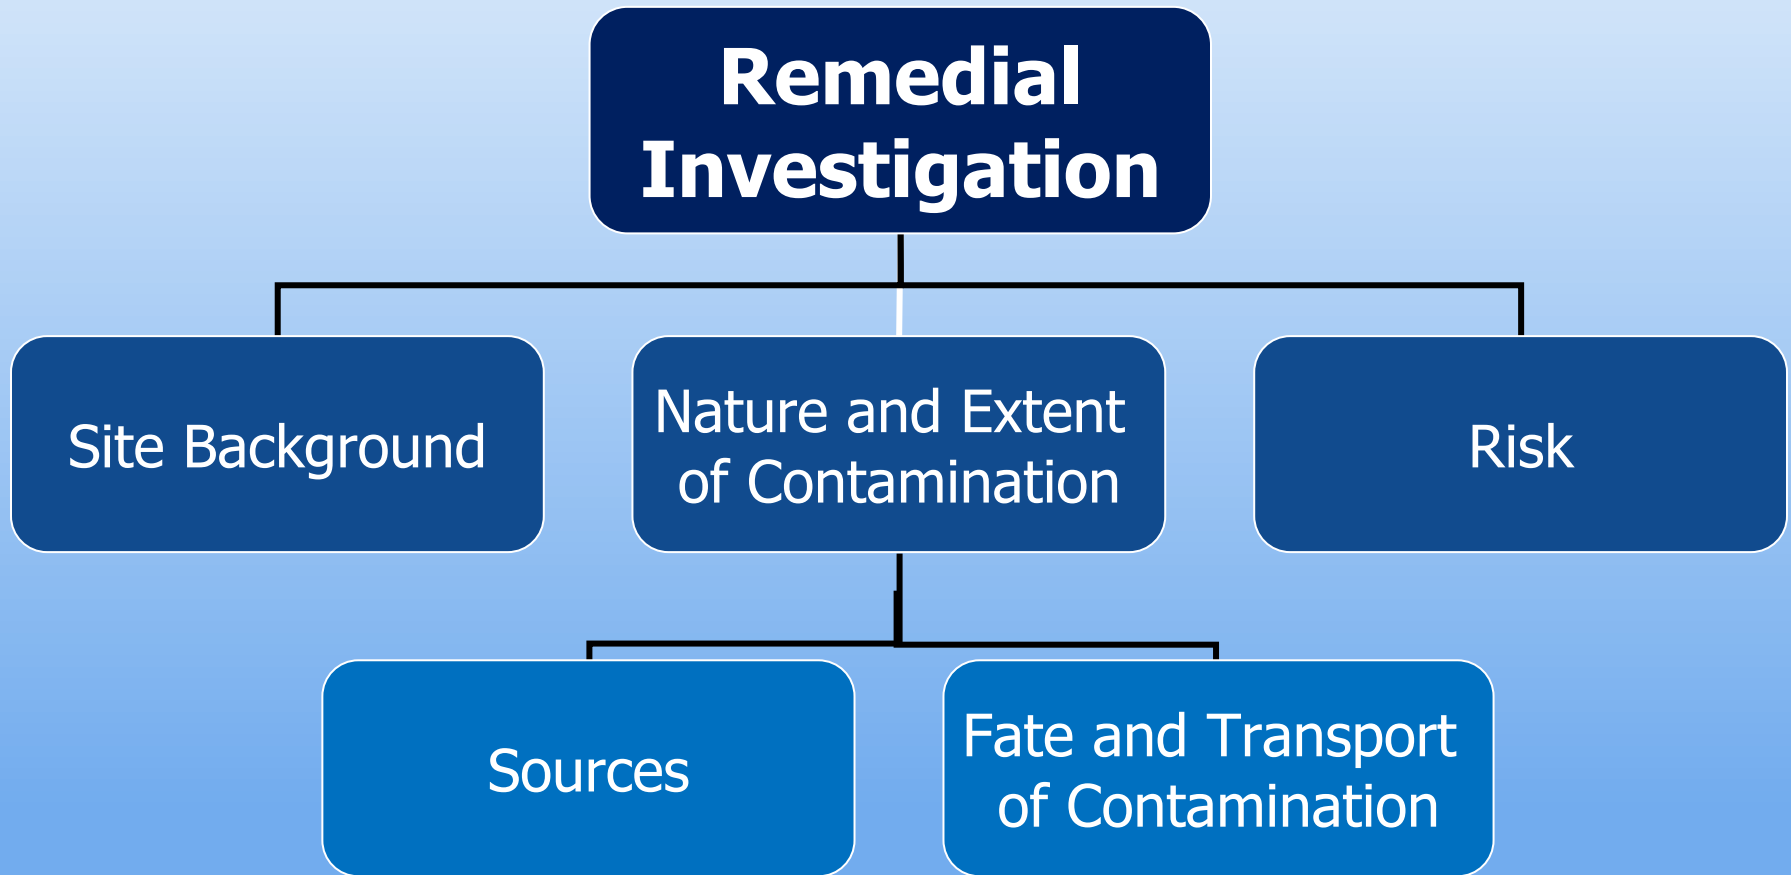 Remedial
Investigation
Site Background
Nature and Extent
of Contamination
Risk
Sources
Fate and Transport
of Contamination